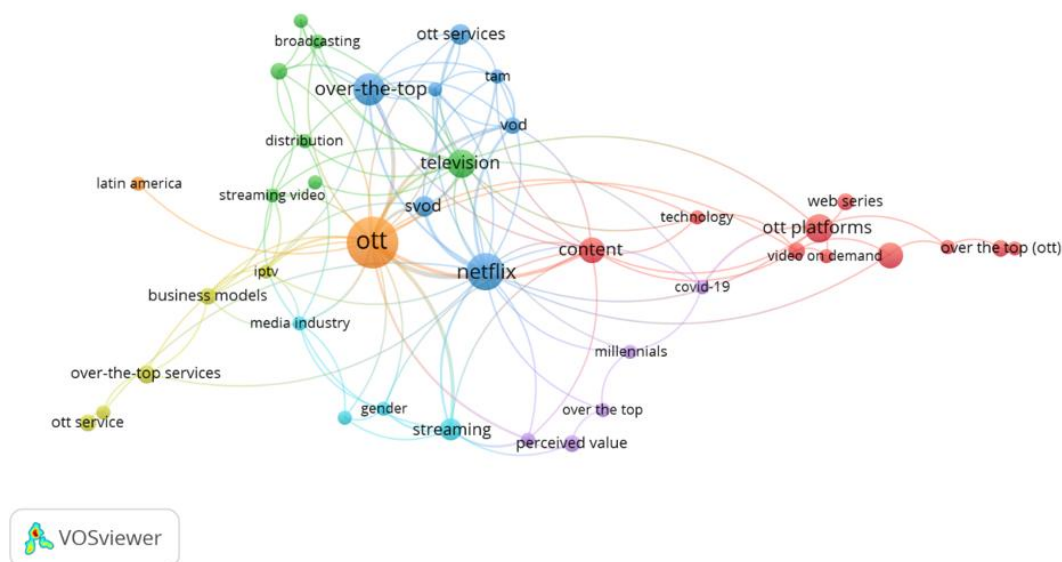 broadcasting
ott services
over-the-top
tam
vod
distribution
television
latin america
streaming video
svod
technology
web series
ott platforms
ott
content
video on demand
over the top (ott)
iptv
netflix
business models
covid-19
media industry
millennials
over-the-top services
gender
over the top
ott service
streaming
perceived value
VOSviewer